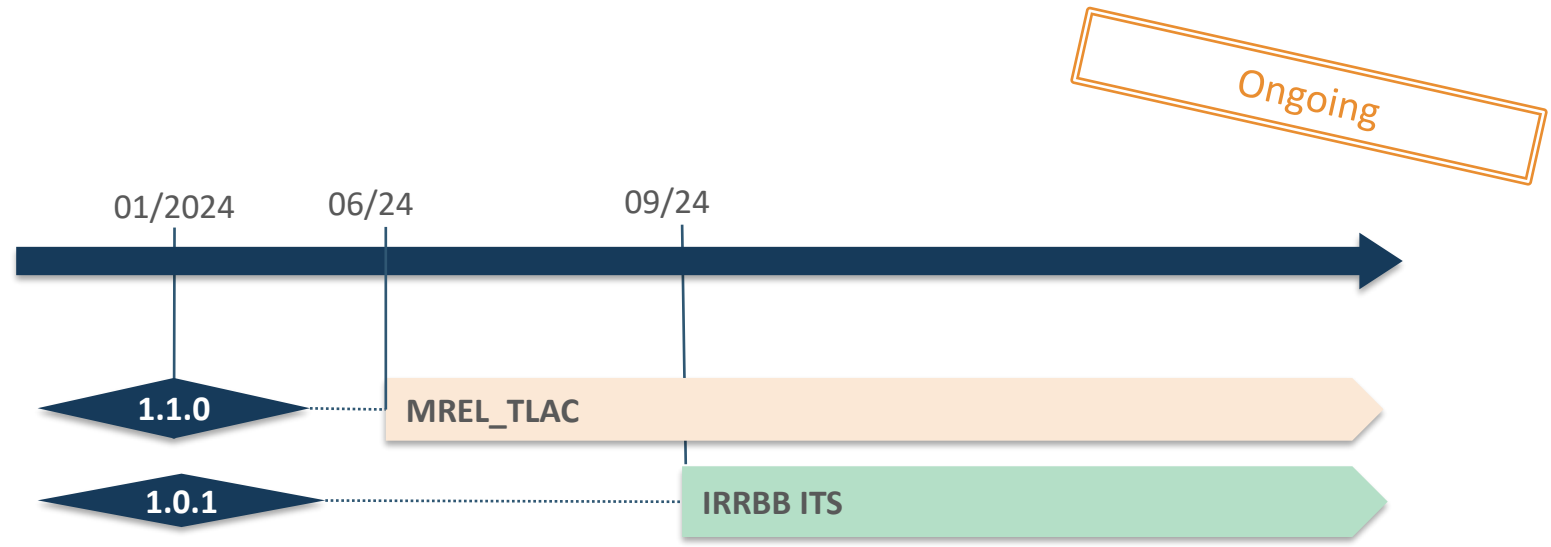 Ongoing
01/2024
06/24
09/24
1.1.0
MREL_TLAC
1.0.1
IRRBB ITS